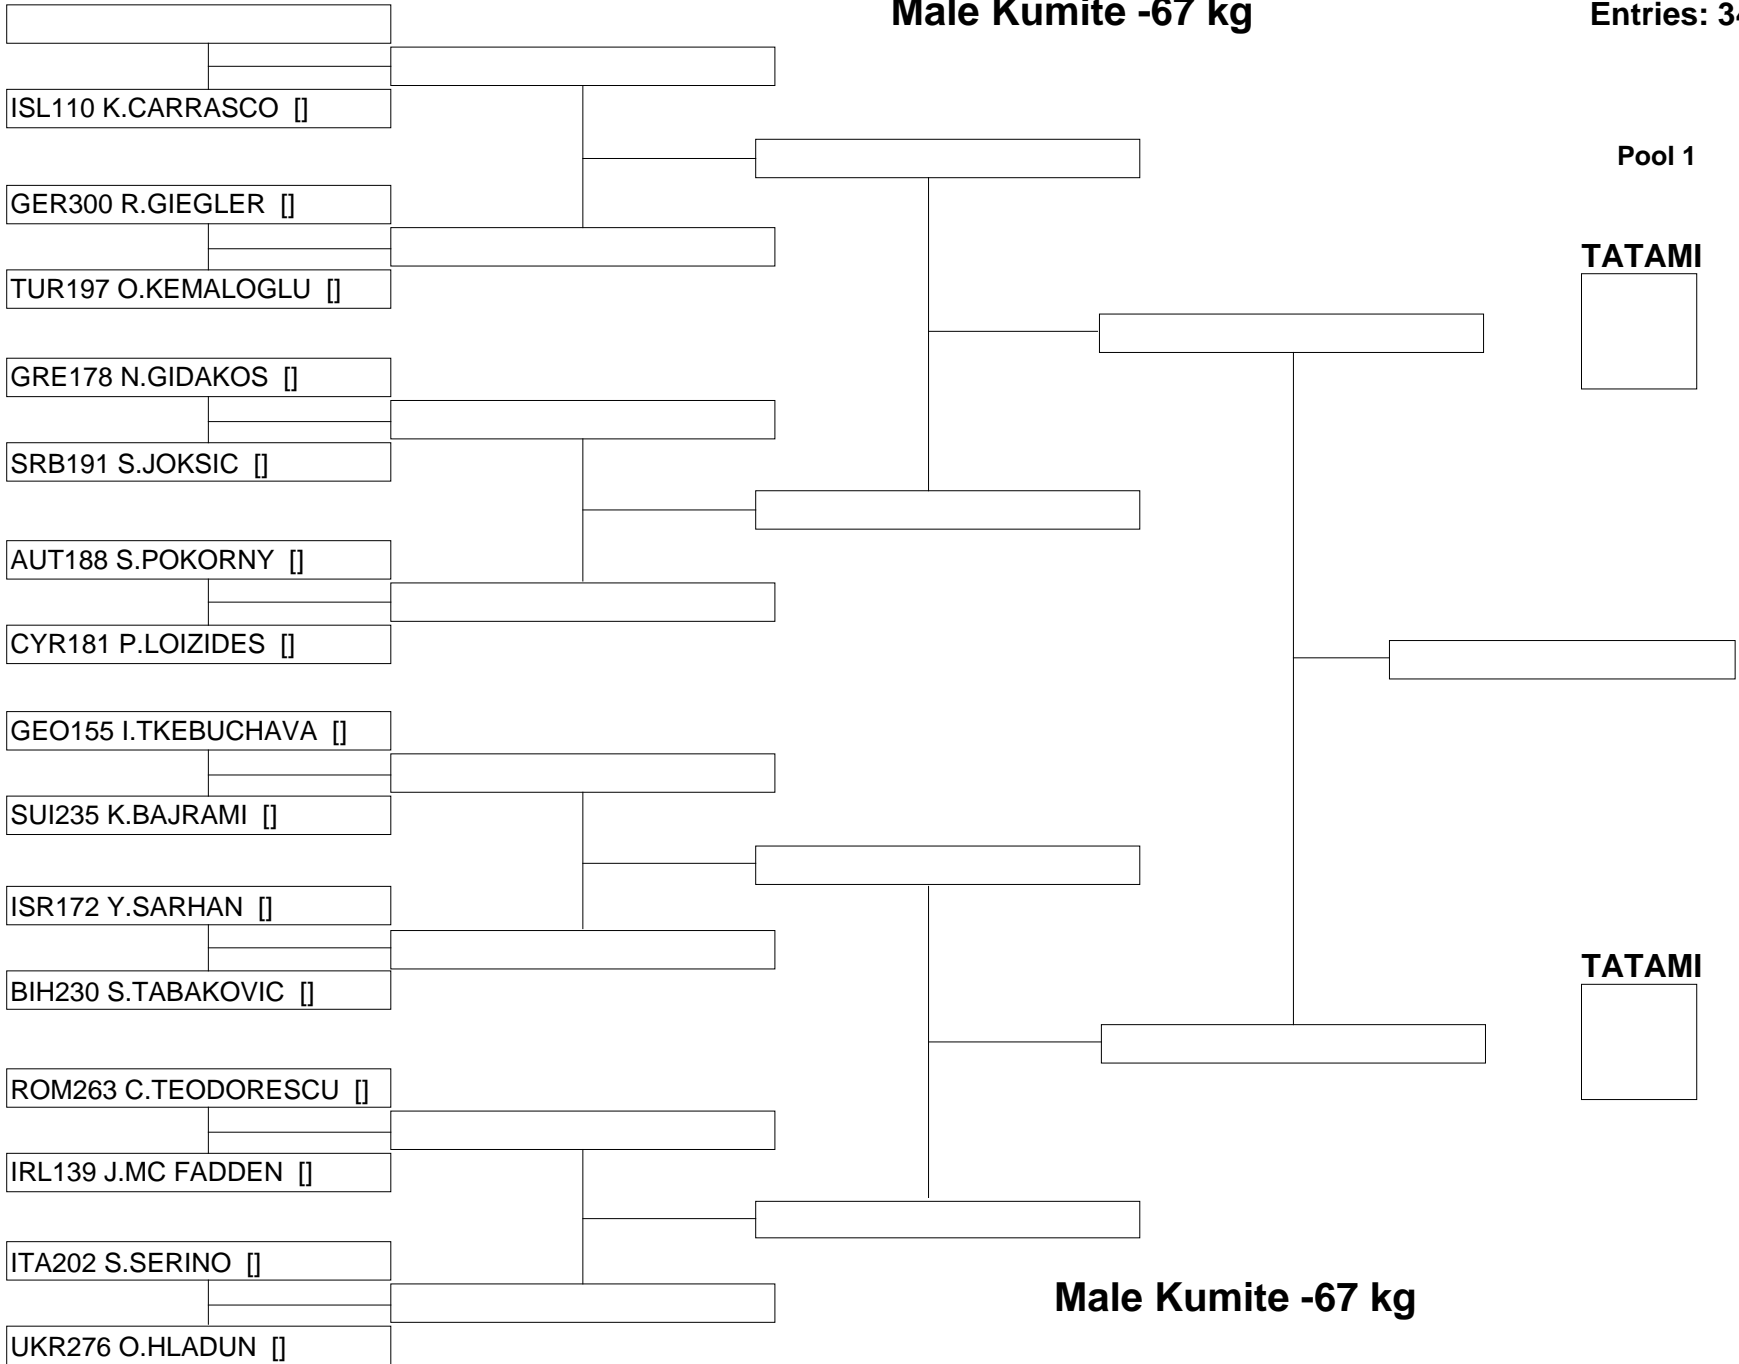 Male Kumite -67 kg
Entries: 34
ISL110 K.CARRASCO []
Pool 1
GER300 R.GIEGLER []
TATAMI
TUR197 O.KEMALOGLU []
GRE178 N.GIDAKOS []
SRB191 S.JOKSIC []
AUT188 S.POKORNY []
CYR181 P.LOIZIDES []
GEO155 I.TKEBUCHAVA []
SUI235 K.BAJRAMI []
ISR172 Y.SARHAN []
TATAMI
BIH230 S.TABAKOVIC []
ROM263 C.TEODORESCU []
IRL139 J.MC FADDEN []
ITA202 S.SERINO []
Male Kumite -67 kg
UKR276 O.HLADUN []